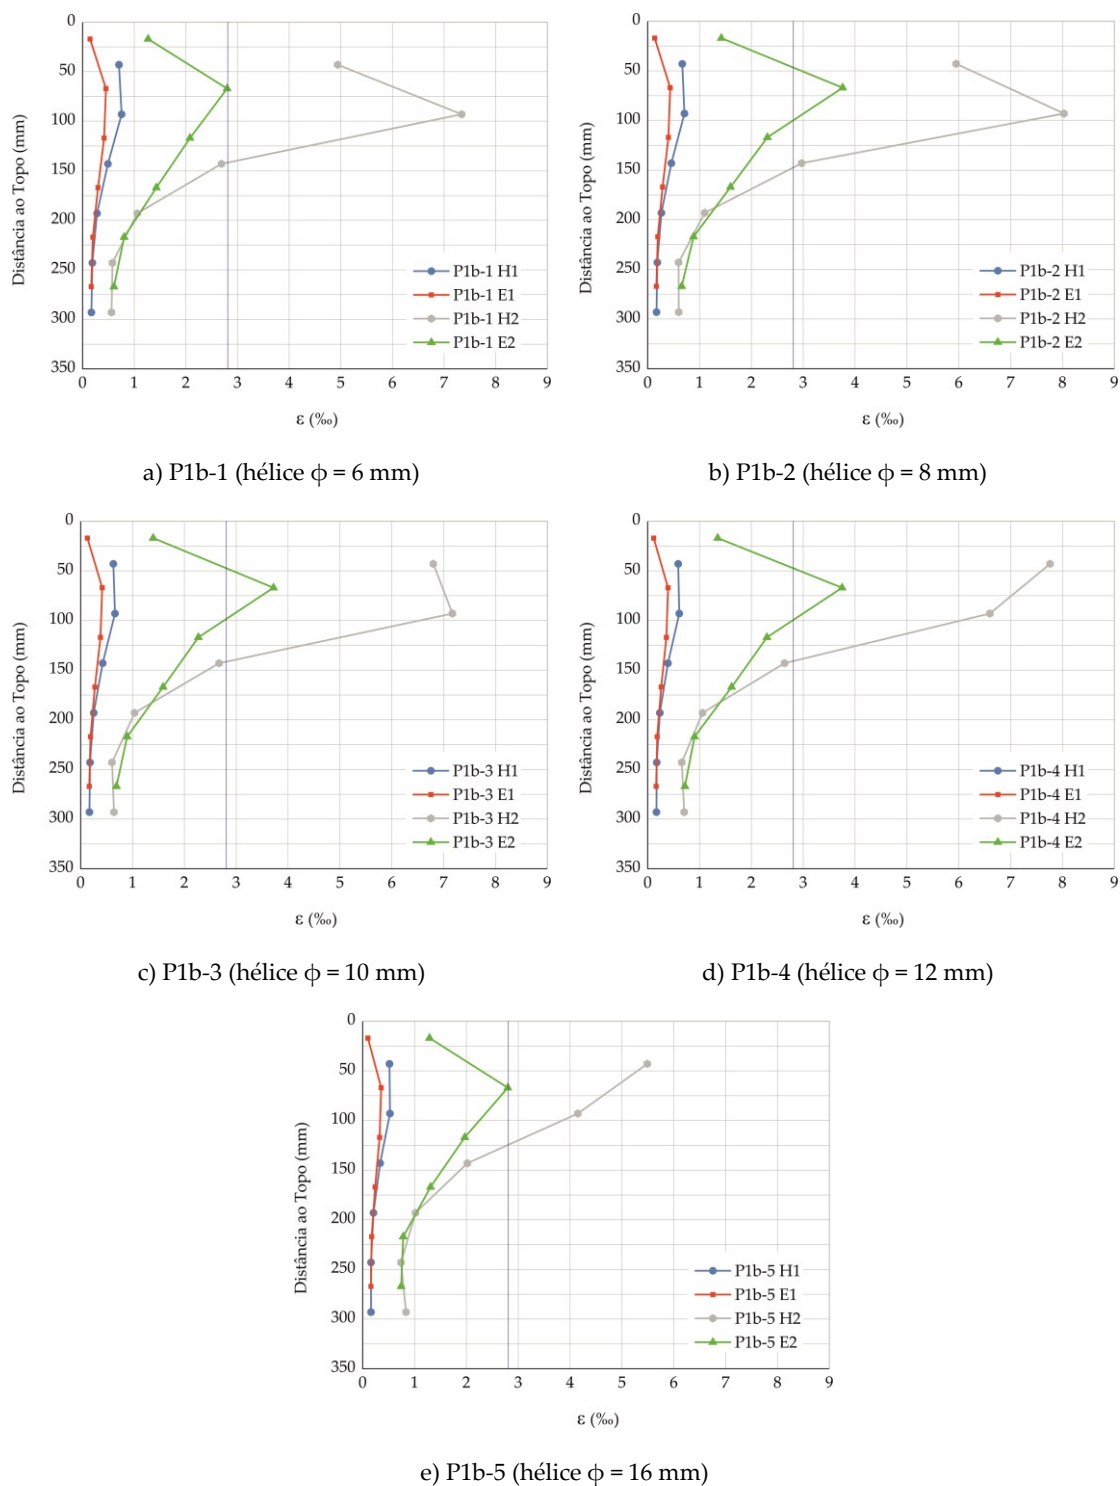 0
50
100
150
200
250
300
350
Distância ao Topo (mm)
P1b-1 H1
P1b-1 E1
P1b-1 H2
P1b-1 E2
0 1 2 3 4 5 6 7 8 9
ε (‰)
a) P1b-1 (hélice ϕ = 6 mm)
0
50
100
150
200
250
300
350
Distância ao Topo (mm)
P1b-2 H1
P1b-2 E1
P1b-2 H2
P1b-2 E2
0 1 2 3 4 5 6 7 8 9
ε (‰)
b) P1b-2 (hélice ϕ = 8 mm)
0
50
100
150
200
250
300
350
Distância ao Topo (mm)
P1b-3 H1
P1b-3 E1
P1b-3 H2
P1b-3 E2
0 1 2 3 4 5 6 7 8 9
ε (‰)
c) P1b-3 (hélice ϕ = 10 mm)
0
50
100
150
200
250
300
350
Distância ao Topo (mm)
P1b-4 H1
P1b-4 E1
P1b-4 H2
P1b-4 E2
0 1 2 3 4 5 6 7 8 9
ε (‰)
d) P1b-4 (hélice ϕ = 12 mm)
0
50
100
150
200
250
300
350
Distância ao Topo (mm)
P1b-5 H1
P1b-5 E1
P1b-5 H2
P1b-5 E2
0 1 2 3 4 5 6 7 8 9
ε (‰)
e) P1b-5 (hélice ϕ = 16 mm)